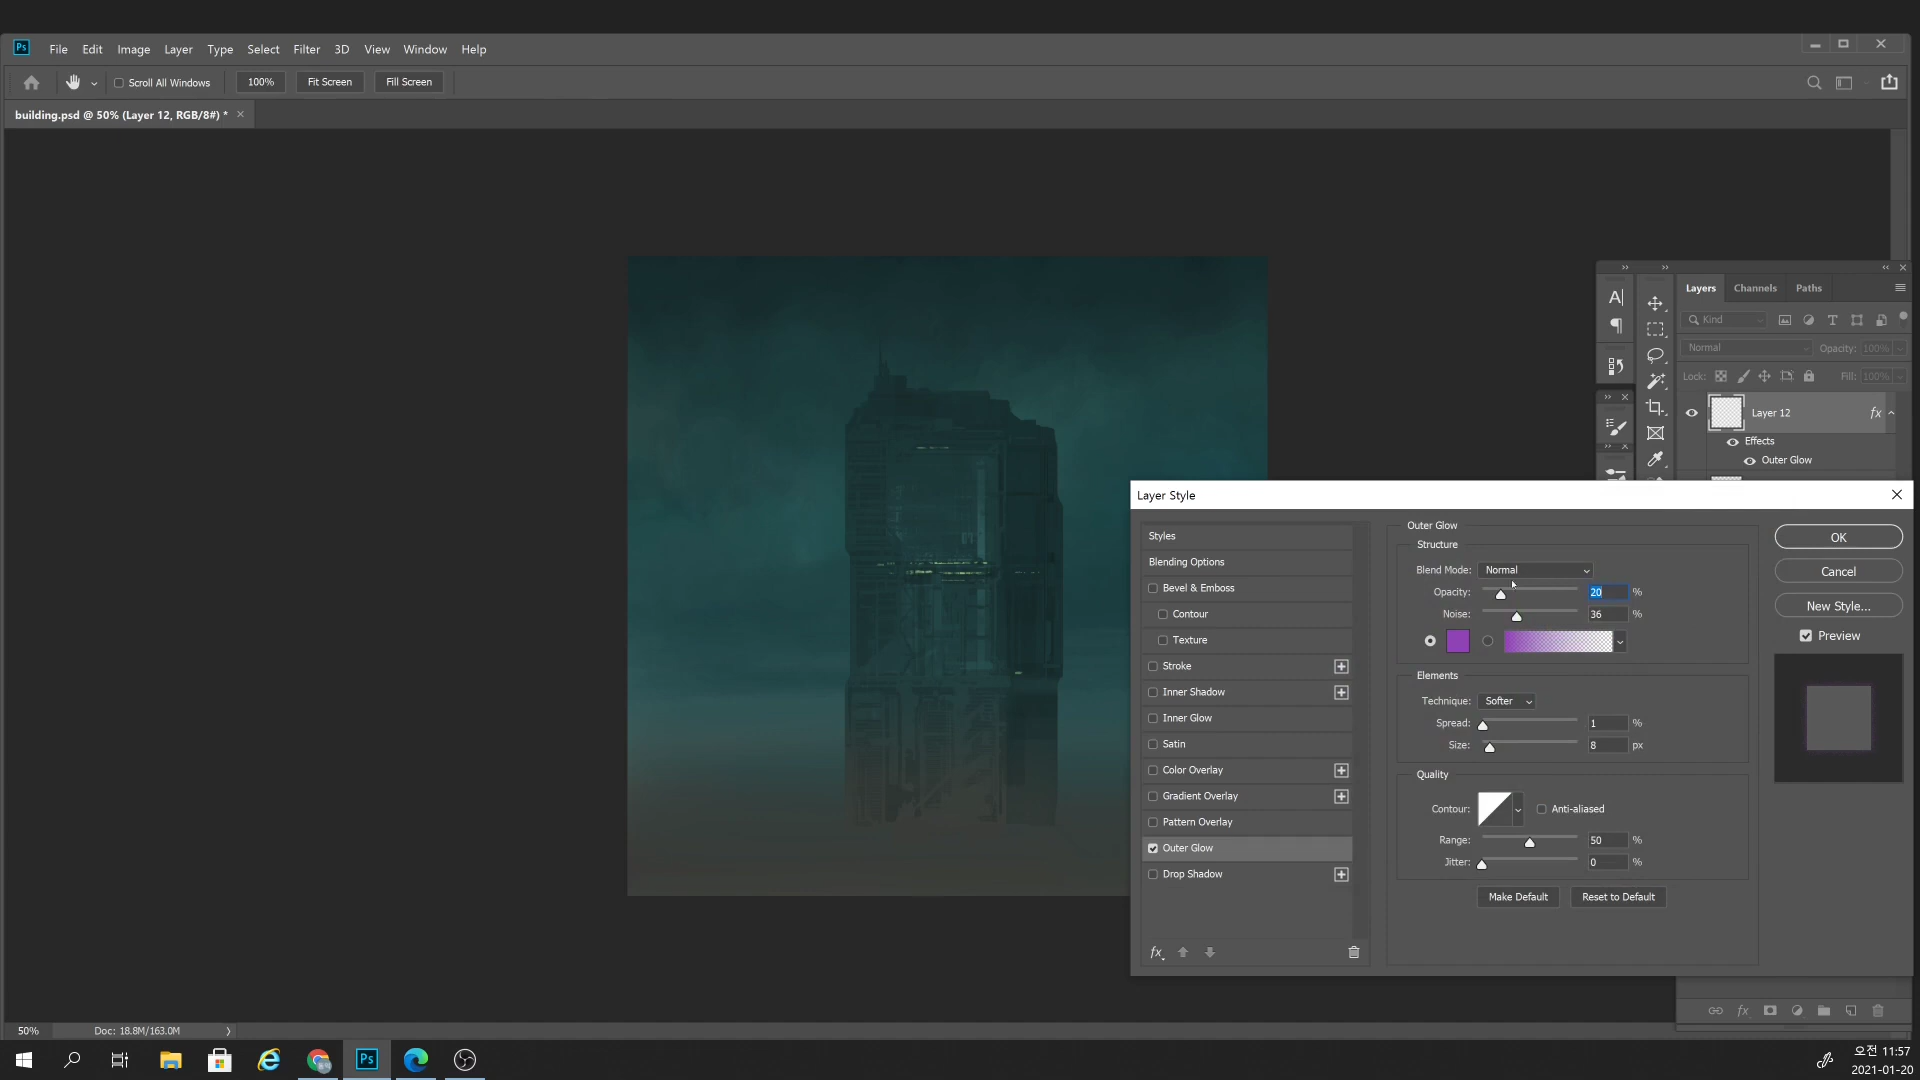 Ps File Edit Image Layer Type Select Filter 3D View Window Help
Scroll All Windows 100% Fit Screen Fill Screen
building.psd @ 50% (Layer 12, RGB/8#) *
Layers Channels Paths
Kind
Normal Opacity: 100%
Lock: Fill: 100%
Layer 12 fx
Effects
Outer Glow
Layer Style
Styles
Blending Options
Bevel & Emboss
Contour
Texture
Stroke
Inner Shadow
Inner Glow
Satin
Color Overlay
Gradient Overlay
Pattern Overlay
Outer Glow
Drop Shadow
fx
Outer Glow
Structure
Blend Mode: Normal
Opacity: 20 %
Noise: 36 %
Elements
Technique: Softer
Spread: 1 %
Size: 8 px
Quality
Contour: Anti-aliased
Range: 50 %
Jitter: 0 %
Make Default Reset to Default
OK
Cancel
New Style...
Preview
fx
50% Doc: 18.8M/163.0M
Ps
오전 11:57
2021-01-20